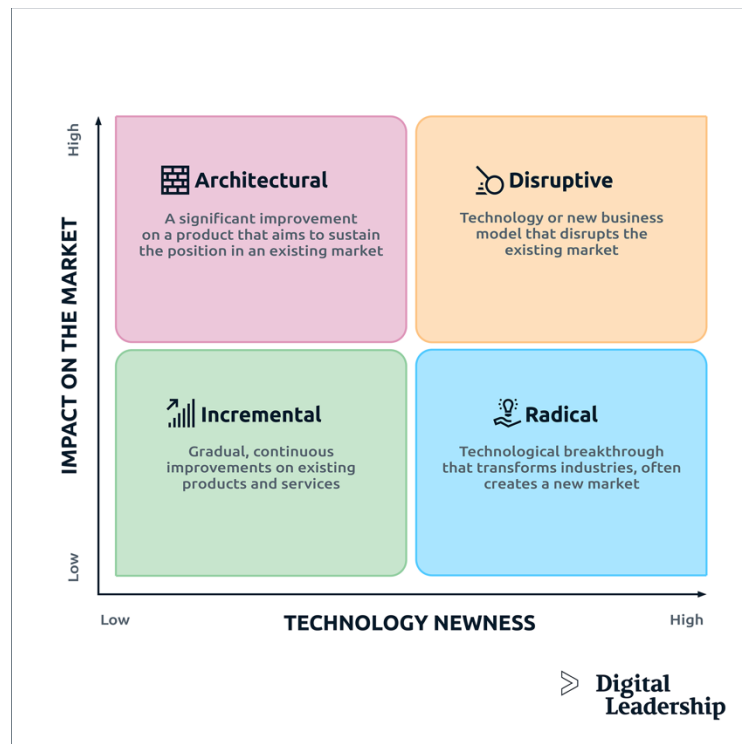 High
Architectural
A significant improvement
on a product that aims to sustain
the position in an existing market
Disruptive
Technology or new business
model that disrupts the
existing market
IMPACT ON THE MARKET
Incremental
Gradual, continuous
improvements on existing
products and services
Radical
Technological breakthrough
that transforms industries, often
creates a new market
Low
Low
TECHNOLOGY NEWNESS
High
Digital
Leadership